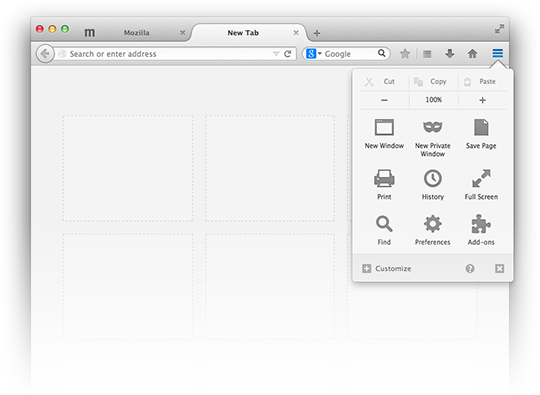 m Mozilla New Tab
Search or enter address Google
Cut Copy Paste
100%
New Window New Private Save Page
Window
Print History Full Screen
Find Preferences Add-ons
Customize